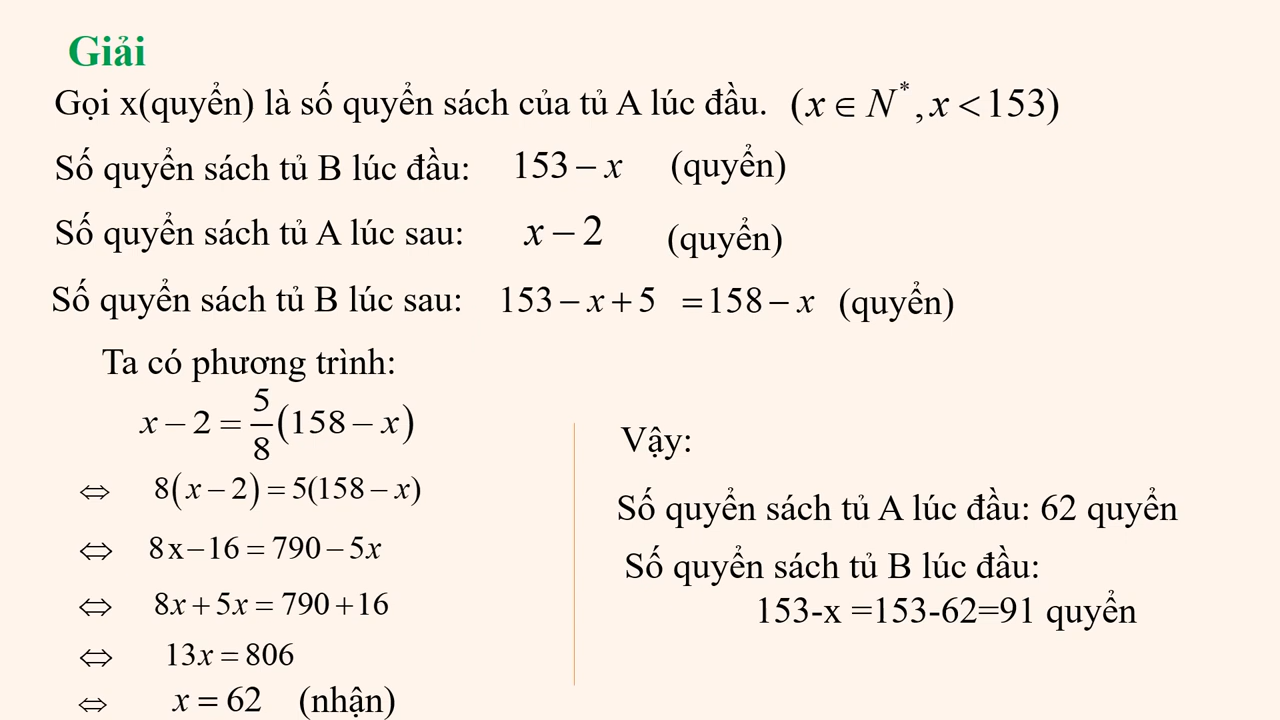 Giải
Gọi x(quyển) là số quyển sách của tủ A lúc đầu. (x ∈ N*, x < 153)
Số quyển sách tủ B lúc đầu: 153 − x (quyển)
Số quyển sách tủ A lúc sau: x − 2 (quyển)
Số quyển sách tủ B lúc sau: 153 − x + 5 = 158 − x (quyển)
Ta có phương trình:
x − 2 = 5/8 (158 − x)
⇔ 8(x − 2) = 5(158 − x)
⇔ 8x − 16 = 790 − 5x
⇔ 8x + 5x = 790 + 16
⇔ 13x = 806
⇔ x = 62 (nhận)
Vậy:
Số quyển sách tủ A lúc đầu: 62 quyển
Số quyển sách tủ B lúc đầu:
153-x =153-62=91 quyển